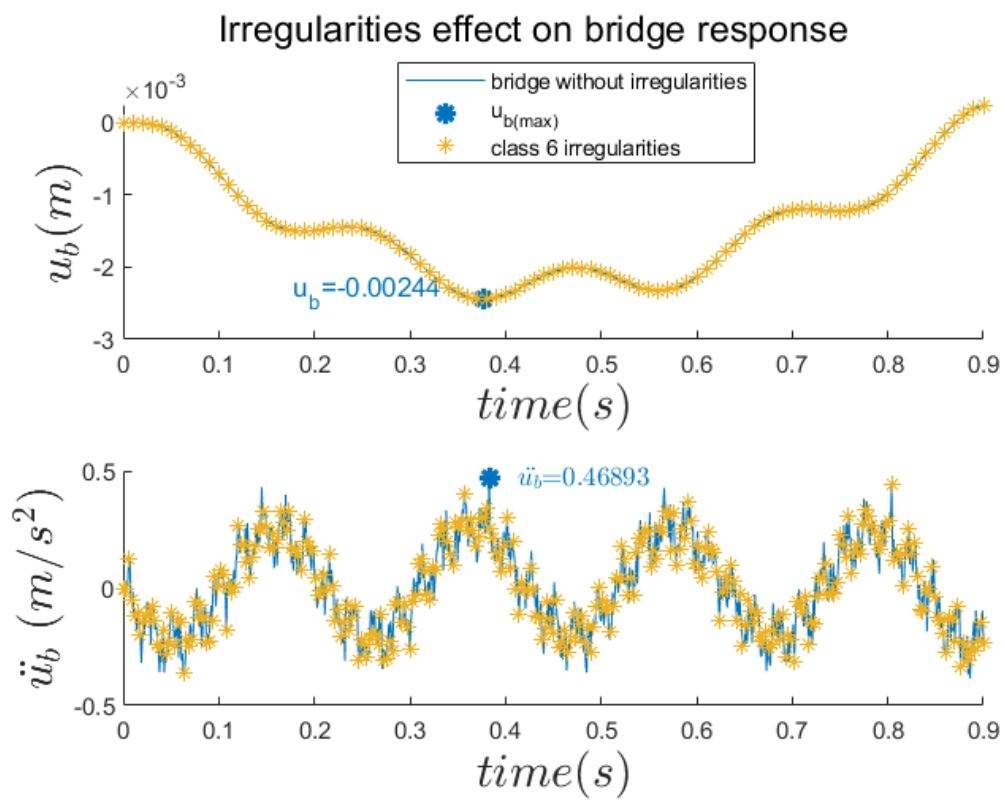 Irregularities effect on bridge response
×10⁻³
bridge without irregularities
u_b(max)
class 6 irregularities
0
-1
-2
-3
u_b(m)
u_b=-0.00244
0 0.1 0.2 0.3 0.4 0.5 0.6 0.7 0.8 0.9
time(s)
0.5
0
-0.5
ü_b (m/s²)
ü_b=0.46893
0 0.1 0.2 0.3 0.4 0.5 0.6 0.7 0.8 0.9
time(s)